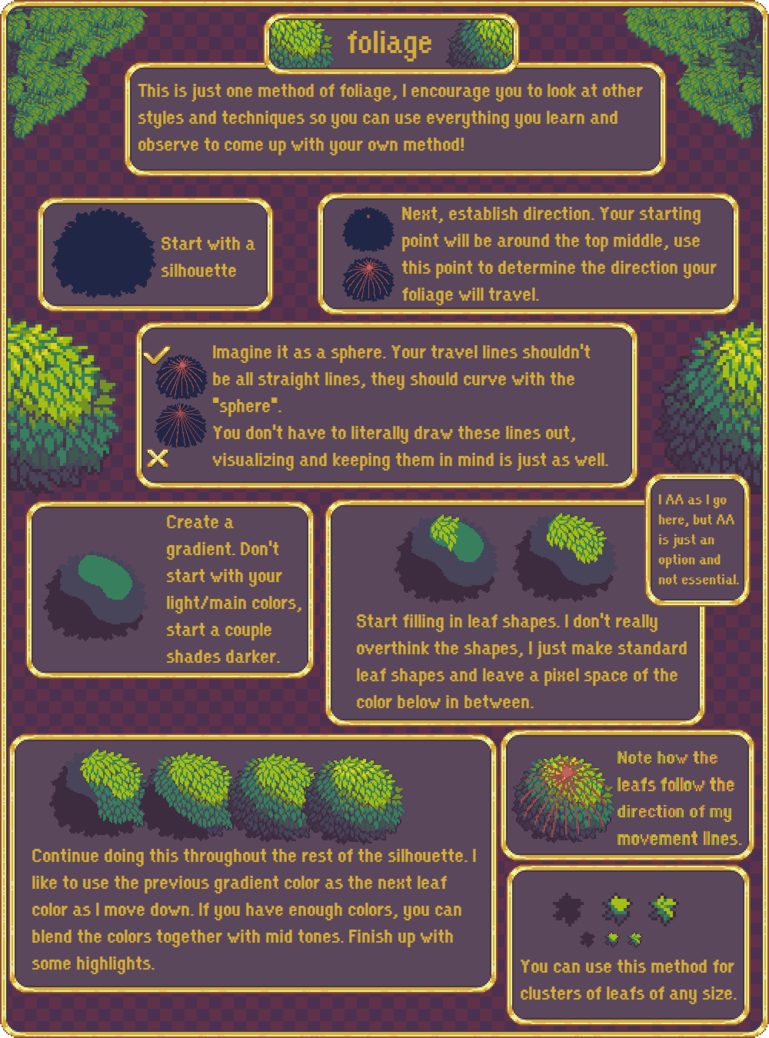 foliage
This is just one method of foliage, I encourage you to look at other
styles and techniques so you can use everything you learn and
observe to come up with your own method!
Start with a
silhouette
Next, establish direction. Your starting
point will be around the top middle, use
this point to determine the direction your
foliage will travel.
Imagine it as a sphere. Your travel lines shouldn't
be all straight lines, they should curve with the
"sphere".
You don't have to literally draw these lines out,
visualizing and keeping them in mind is just as well.
Create a
gradient. Don't
start with your
light/main colors,
start a couple
shades darker.
I AA as I go
here, but AA
is just an
option and
not essential.
Start filling in leaf shapes. I don't really
overthink the shapes, I just make standard
leaf shapes and leave a pixel space of the
color below in between.
Continue doing this throughout the rest of the silhouette. I
like to use the previous gradient color as the next leaf
color as I move down. If you have enough colors, you can
blend the colors together with mid tones. Finish up with
some highlights.
Note how the
leafs follow the
direction of my
movement lines.
You can use this method for
clusters of leafs of any size.